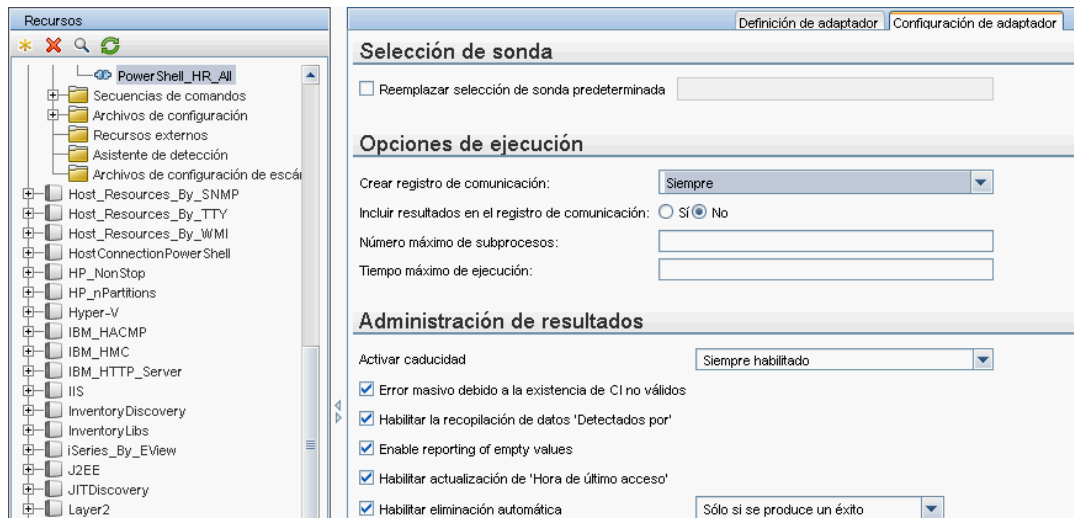 Recursos
PowerShell_HR_All
Secuencias de comandos
Archivos de configuración
Recursos externos
Asistente de detección
Archivos de configuración de escái
Host_Resources_By_SNMP
Host_Resources_By_TTY
Host_Resources_By_WMI
HostConnectionPowerShell
HP_NonStop
HP_nPartitions
Hyper-V
IBM_HACMP
IBM_HMC
IBM_HTTP_Server
IIS
InventoryDiscovery
InventoryLibs
iSeries_By_EView
J2EE
JITDiscovery
Layer2
Definición de adaptador
Configuración de adaptador
Selección de sonda
Reemplazar selección de sonda predeterminada
Opciones de ejecución
Crear registro de comunicación: Siempre
Incluir resultados en el registro de comunicación: Sí No
Número máximo de subprocesos:
Tiempo máximo de ejecución:
Administración de resultados
Activar caducidad Siempre habilitado
Error masivo debido a la existencia de CI no válidos
Habilitar la recopilación de datos 'Detectados por'
Enable reporting of empty values
Habilitar actualización de 'Hora de último acceso'
Habilitar eliminación automática Sólo si se produce un éxito